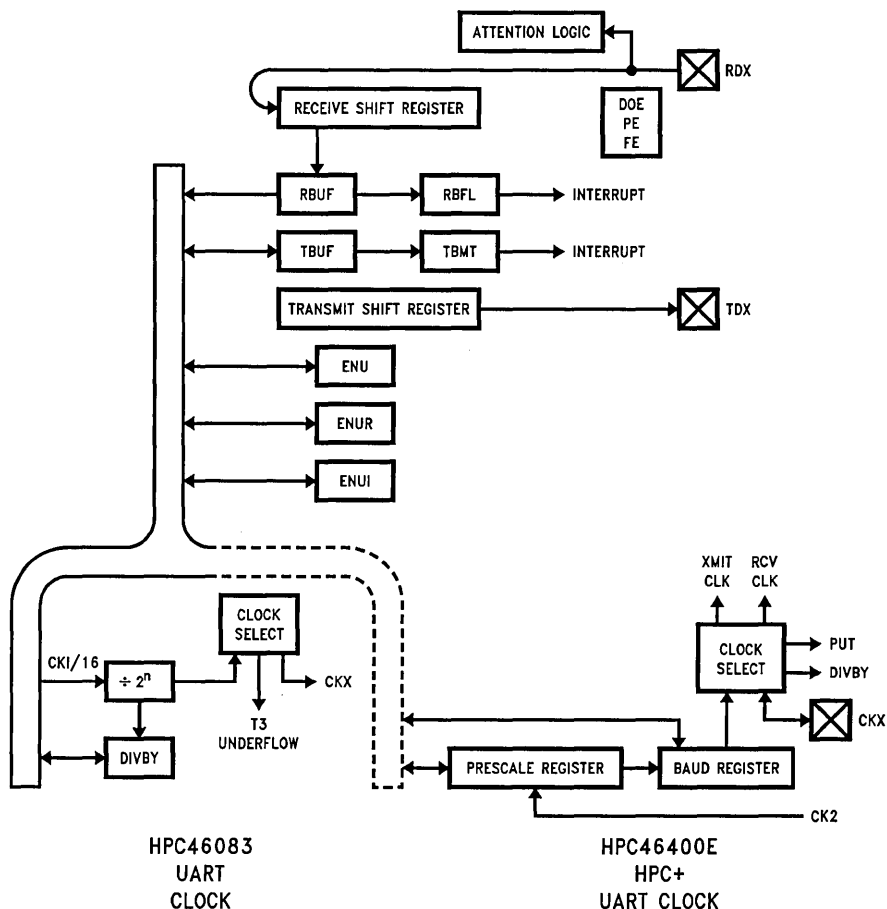 ATTENTION LOGIC
RDX
RECEIVE SHIFT REGISTER
DOE
PE
FE
RBUF
RBFL
INTERRUPT
TBUF
TBMT
INTERRUPT
TRANSMIT SHIFT REGISTER
TDX
ENU
ENUR
ENUI
XMIT
CLK
RCV
CLK
CLOCK
SELECT
CKI/16
÷ 2ⁿ
CKX
T3
UNDERFLOW
DIVBY
CLOCK
SELECT
PUT
DIVBY
CKX
PRESCALE REGISTER
BAUD REGISTER
CK2
HPC46083
UART
CLOCK
HPC46400E
HPC+
UART CLOCK